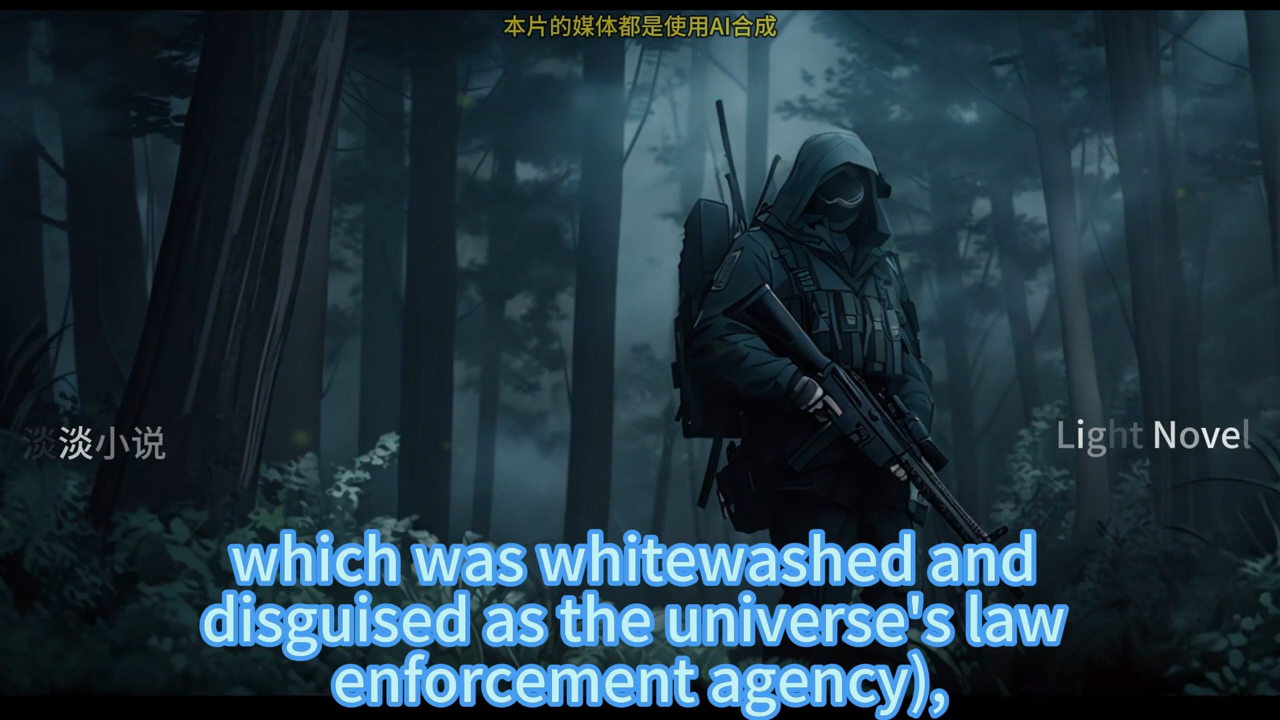 本片的媒体都是使用AI合成
淡淡小说
Light Novel
which was whitewashed and
disguised as the universe's law
enforcement agency),